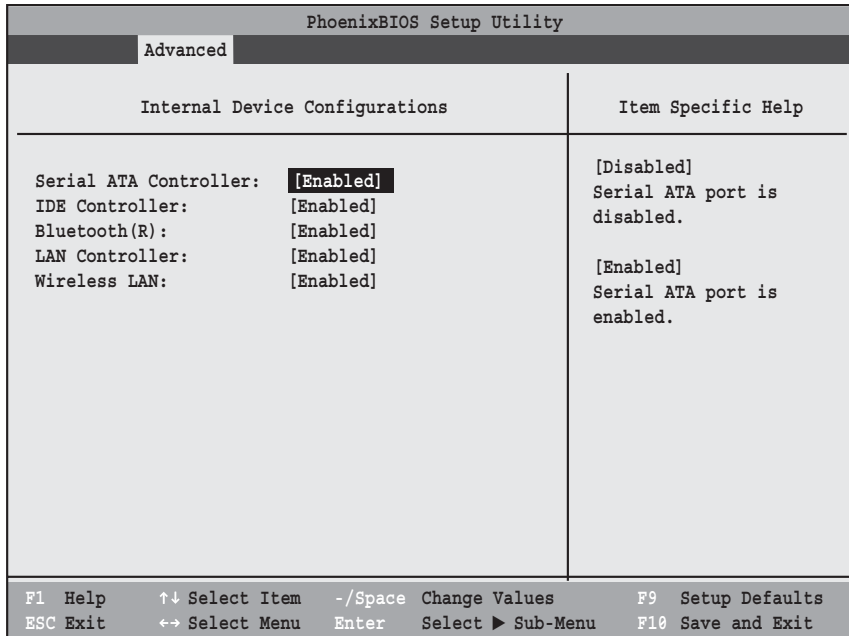 PhoenixBIOS Setup Utility
Advanced
Internal Device Configurations
Serial ATA Controller: [Enabled]
IDE Controller: [Enabled]
Bluetooth(R): [Enabled]
LAN Controller: [Enabled]
Wireless LAN: [Enabled]
Item Specific Help
[Disabled]
Serial ATA port is
disabled.
[Enabled]
Serial ATA port is
enabled.
F1 Help ↑↓ Select Item -/Space Change Values F9 Setup Defaults
ESC Exit ←→ Select Menu Enter Select ▶ Sub-Menu F10 Save and Exit